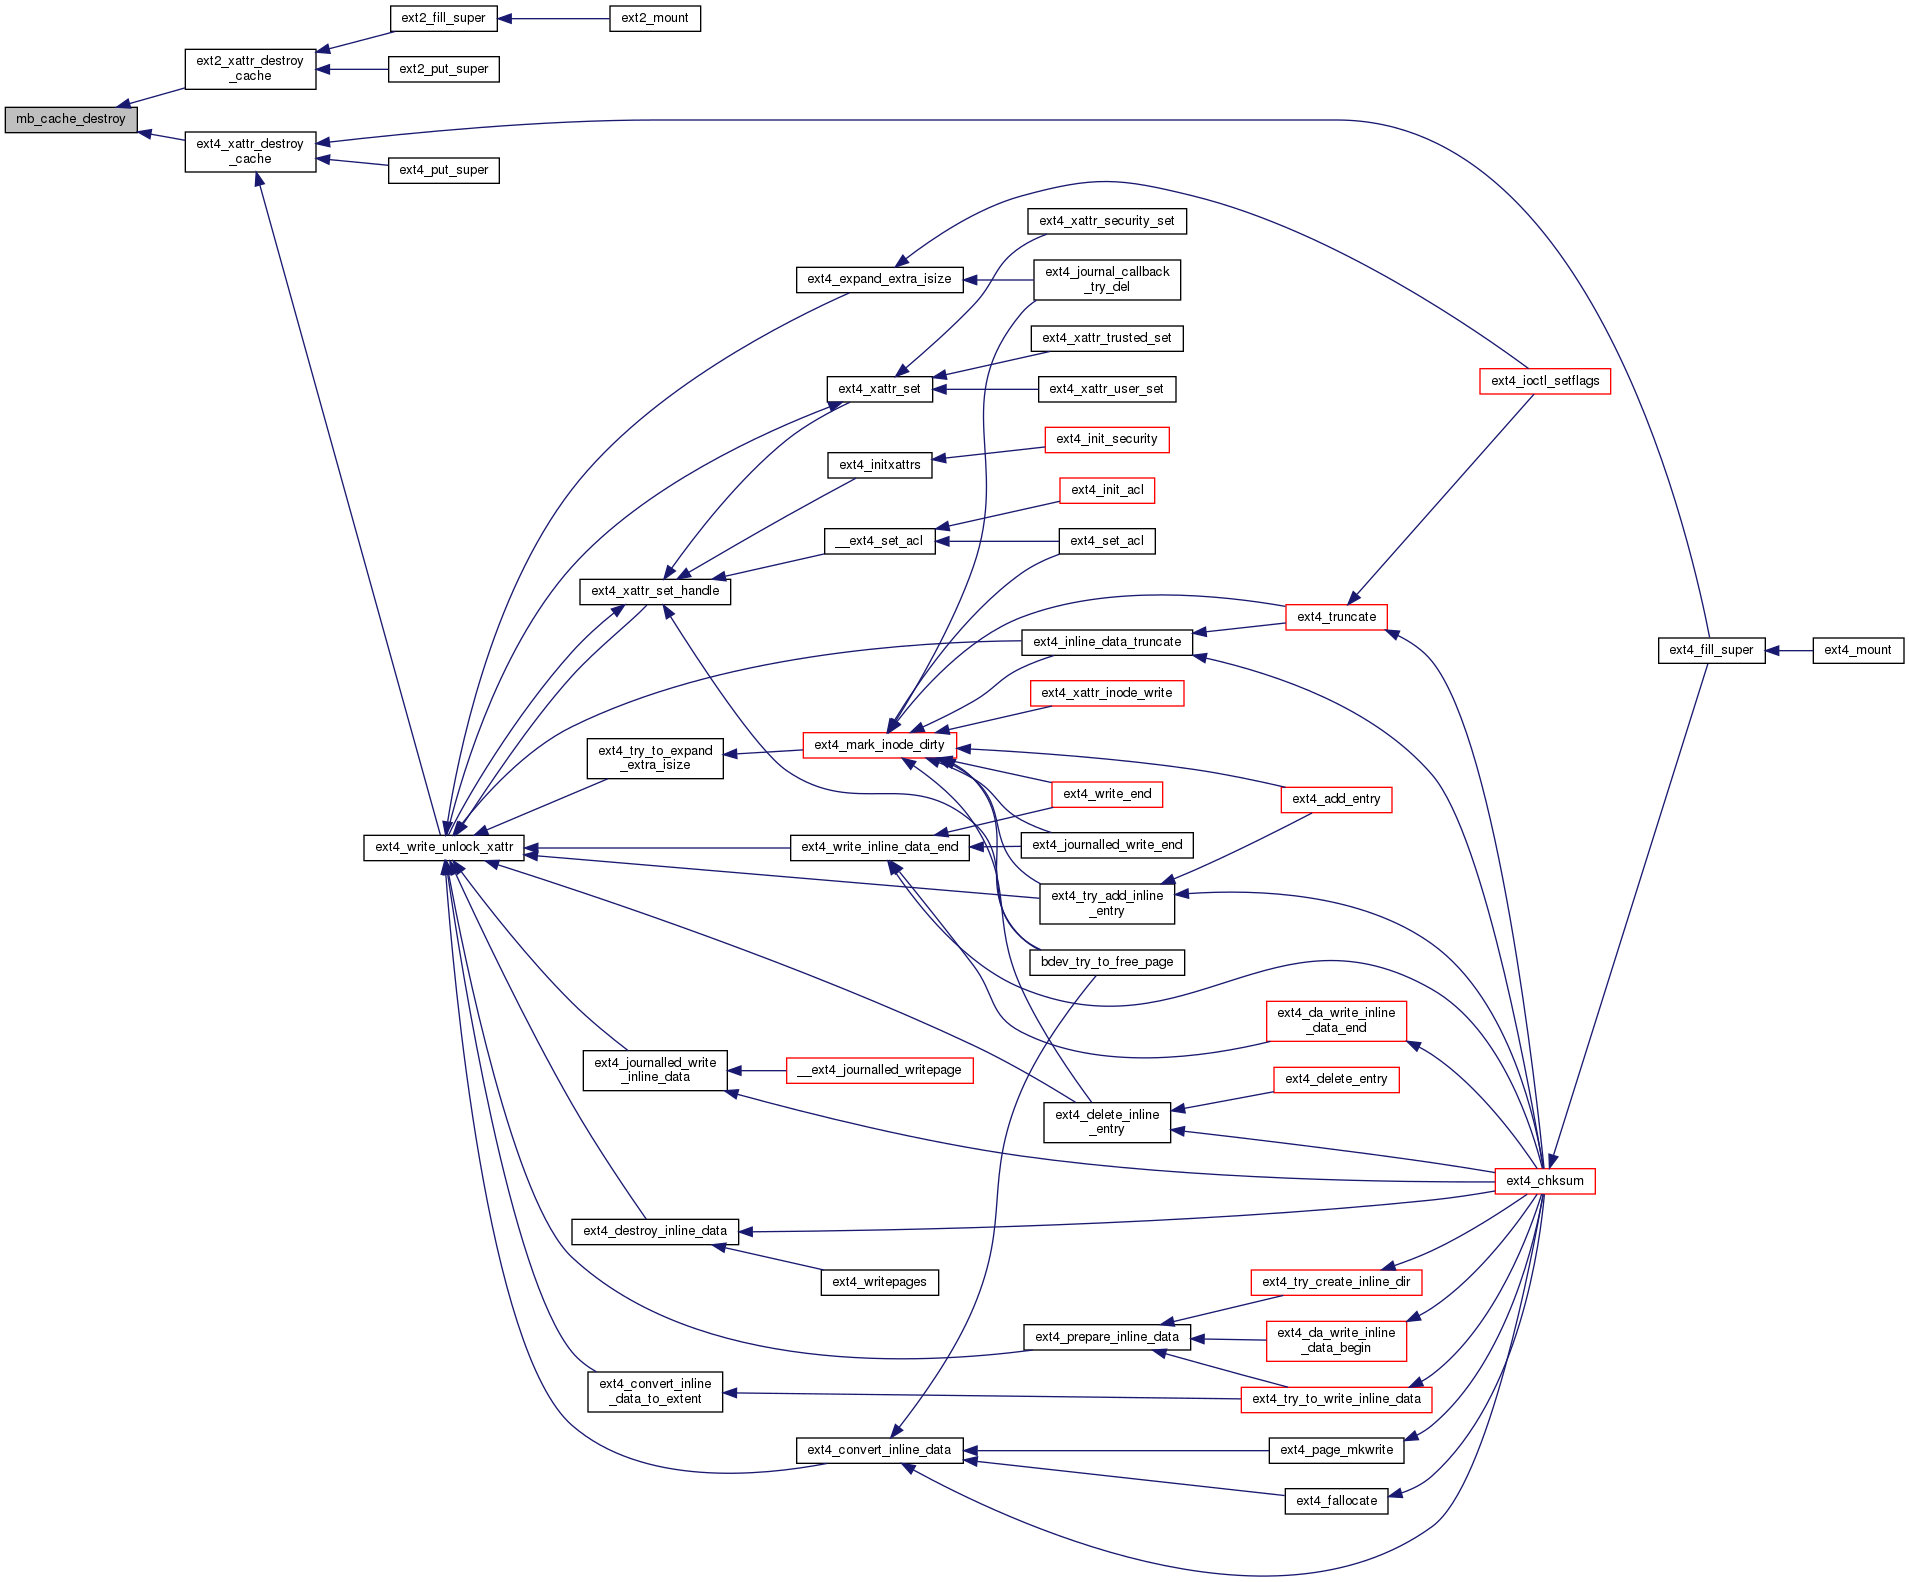 ext2_fill_super
ext2_mount
ext2_xattr_destroy
_cache
ext2_put_super
mb_cache_destroy
ext4_xattr_destroy
_cache
ext4_put_super
ext4_xattr_security_set
ext4_expand_extra_isize
ext4_journal_callback
_try_del
ext4_xattr_trusted_set
ext4_xattr_set
ext4_xattr_user_set
ext4_ioctl_setflags
ext4_initxattrs
ext4_init_security
ext4_init_acl
__ext4_set_acl
ext4_set_acl
ext4_xattr_set_handle
ext4_truncate
ext4_inline_data_truncate
ext4_fill_super
ext4_mount
ext4_xattr_inode_write
ext4_try_to_expand
_extra_isize
ext4_mark_inode_dirty
ext4_write_end
ext4_add_entry
ext4_write_unlock_xattr
ext4_write_inline_data_end
ext4_journalled_write_end
ext4_try_add_inline
_entry
bdev_try_to_free_page
ext4_da_write_inline
_data_end
ext4_journalled_write
_inline_data
__ext4_journalled_writepage
ext4_delete_entry
ext4_delete_inline
_entry
ext4_chksum
ext4_destroy_inline_data
ext4_writepages
ext4_try_create_inline_dir
ext4_prepare_inline_data
ext4_da_write_inline
_data_begin
ext4_convert_inline
_data_to_extent
ext4_try_to_write_inline_data
ext4_convert_inline_data
ext4_page_mkwrite
ext4_fallocate